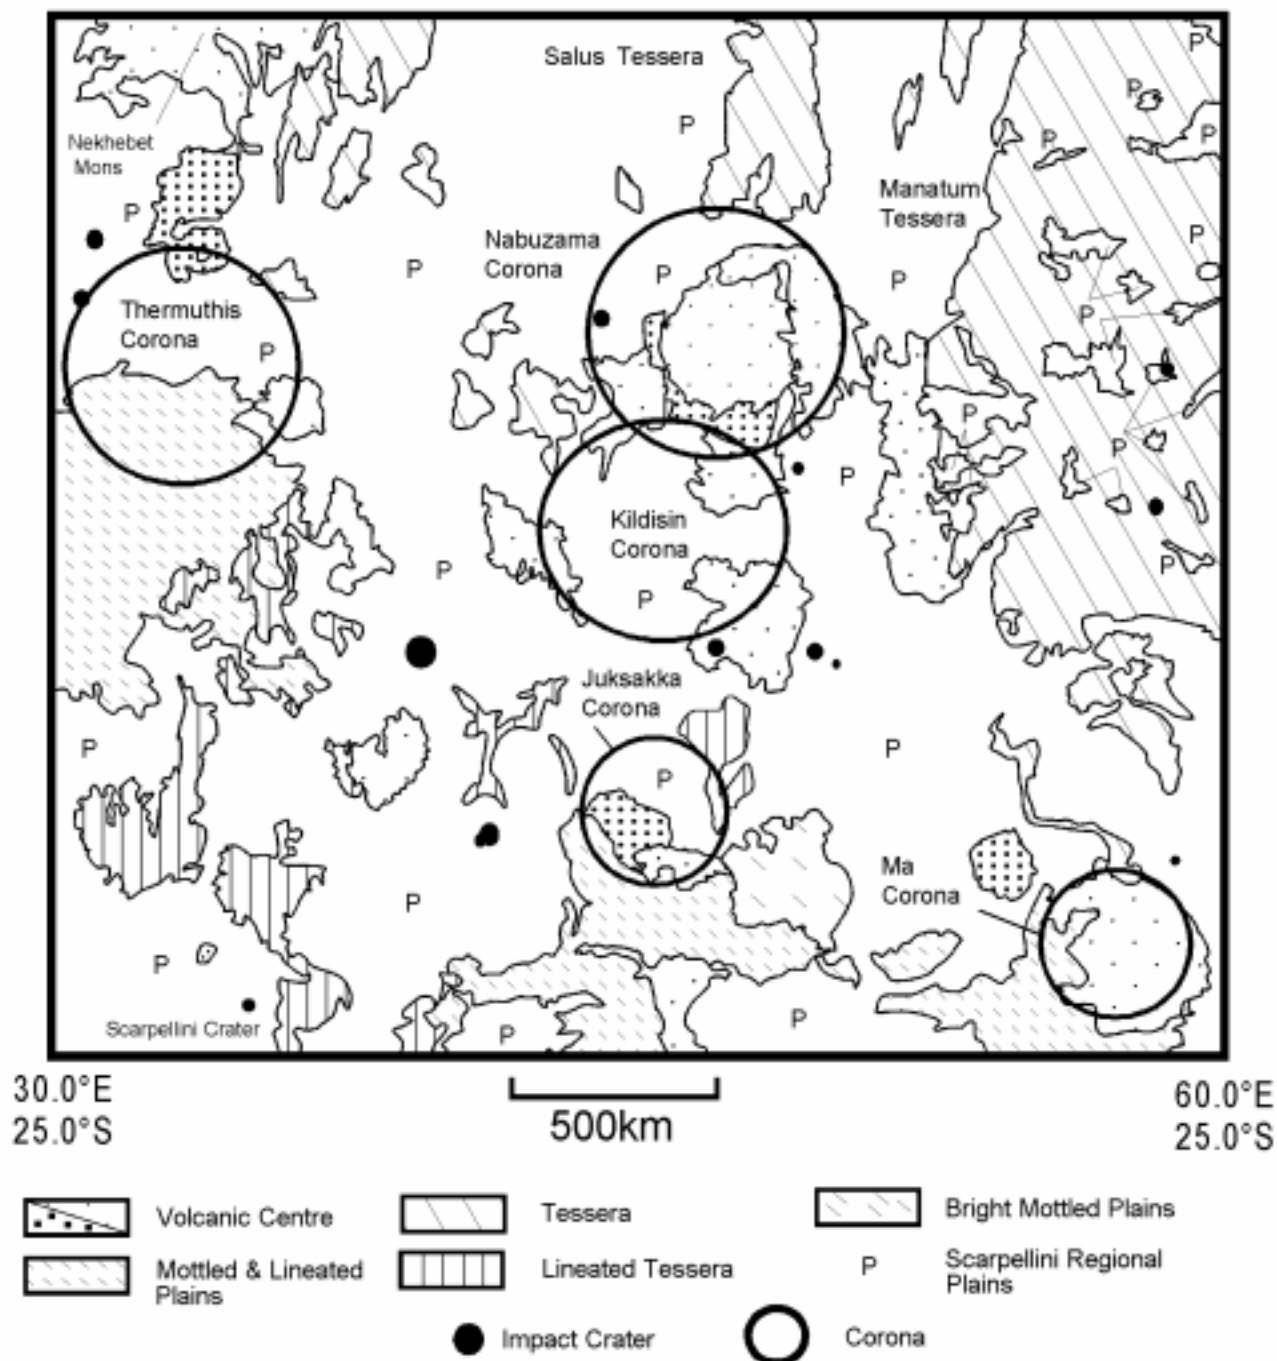 Salus Tessera
P
P
P
Nekhebet
Mons
P
P
P
Manatum
Tessera
P
Nabuzama
Corona
P
P
P
P
P
Thermuthis
Corona
P
P
P
P
P
Kildisin
Corona
P
P
P
Juksakka
Corona
P
P
P
Ma
Corona
P
P
Scarpellini Crater
P
P
30.0°E
25.0°S
500km
60.0°E
25.0°S
Volcanic Centre
Tessera
Bright Mottled Plains
Mottled & Lineated
Plains
Lineated Tessera
P
Scarpellini Regional
Plains
Impact Crater
Corona